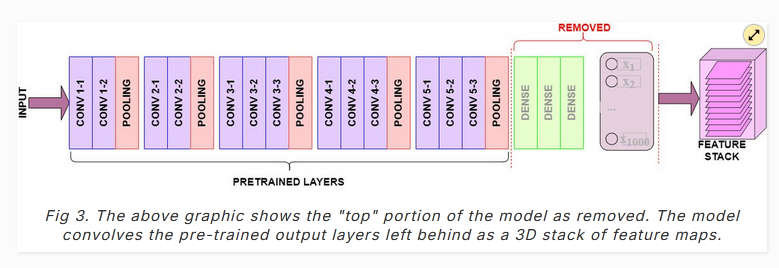 REMOVED
INPUT
CONV 1-1
CONV 1-2
POOLING
CONV 2-1
CONV 2-2
POOLING
CONV 3-1
CONV 3-2
CONV 3-3
POOLING
CONV 4-1
CONV 4-2
CONV 4-3
POOLING
CONV 5-1
CONV 5-2
CONV 5-3
POOLING
DENSE
DENSE
DENSE
x1
x2
...
x1000
FEATURE
STACK
PRETRAINED LAYERS
Fig 3. The above graphic shows the "top" portion of the model as removed. The model
convolves the pre-trained output layers left behind as a 3D stack of feature maps.